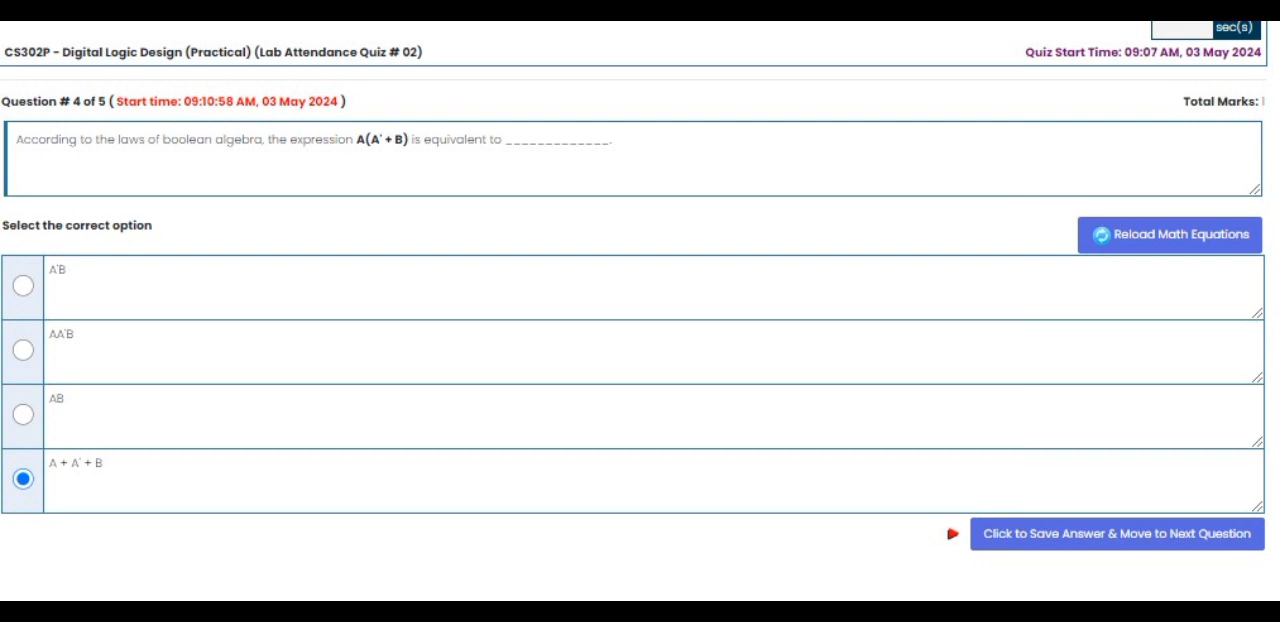 sec(s)
CS302P - Digital Logic Design (Practical) (Lab Attendance Quiz # 02)
Quiz Start Time: 09:07 AM, 03 May 2024
Question # 4 of 5 ( Start time: 09:10:58 AM, 03 May 2024 )
Total Marks: 1
According to the laws of boolean algebra, the expression A(A' + B) is equivalent to _____________.
Select the correct option
Reload Math Equations
A'B
AA'B
AB
A + A' + B
Click to Save Answer & Move to Next Question